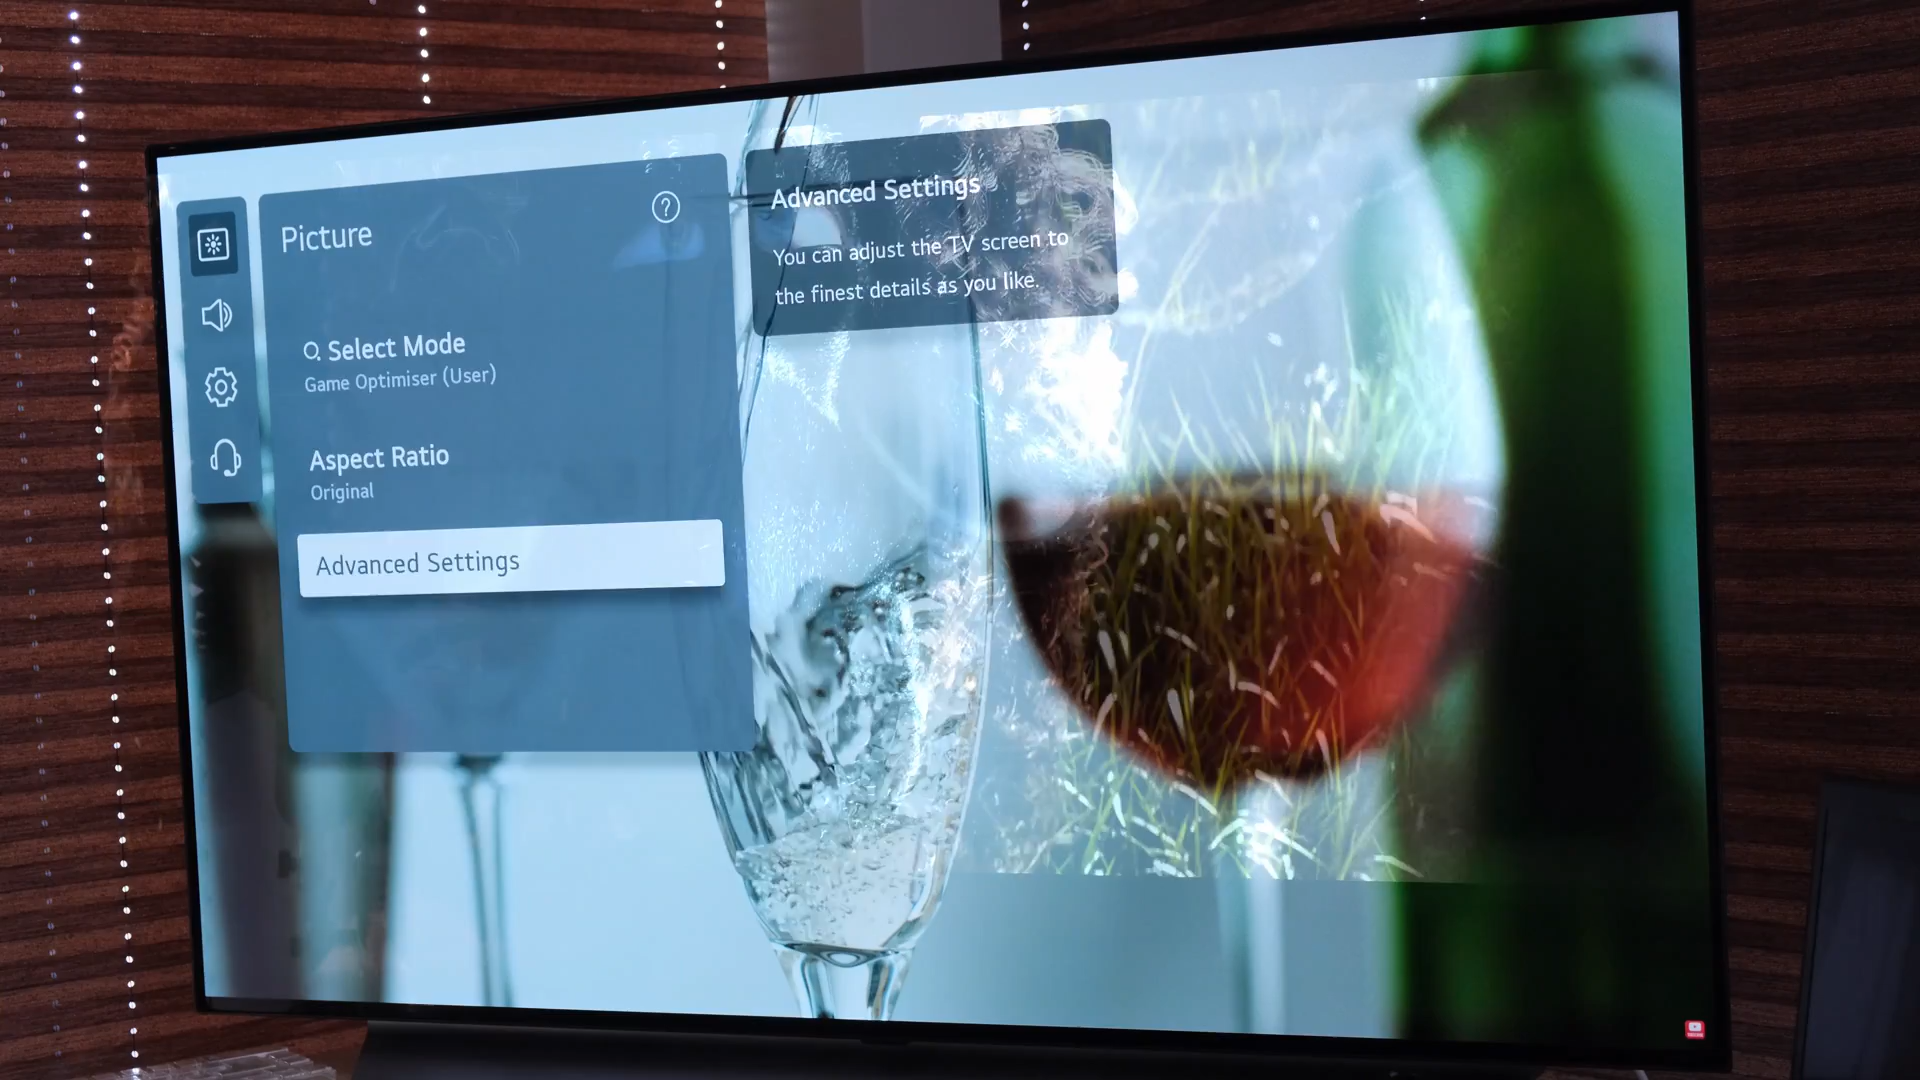 Picture
?
Select Mode
Game Optimiser (User)
Aspect Ratio
Original
Advanced Settings
Advanced Settings
You can adjust the TV screen to
the finest details as you like.